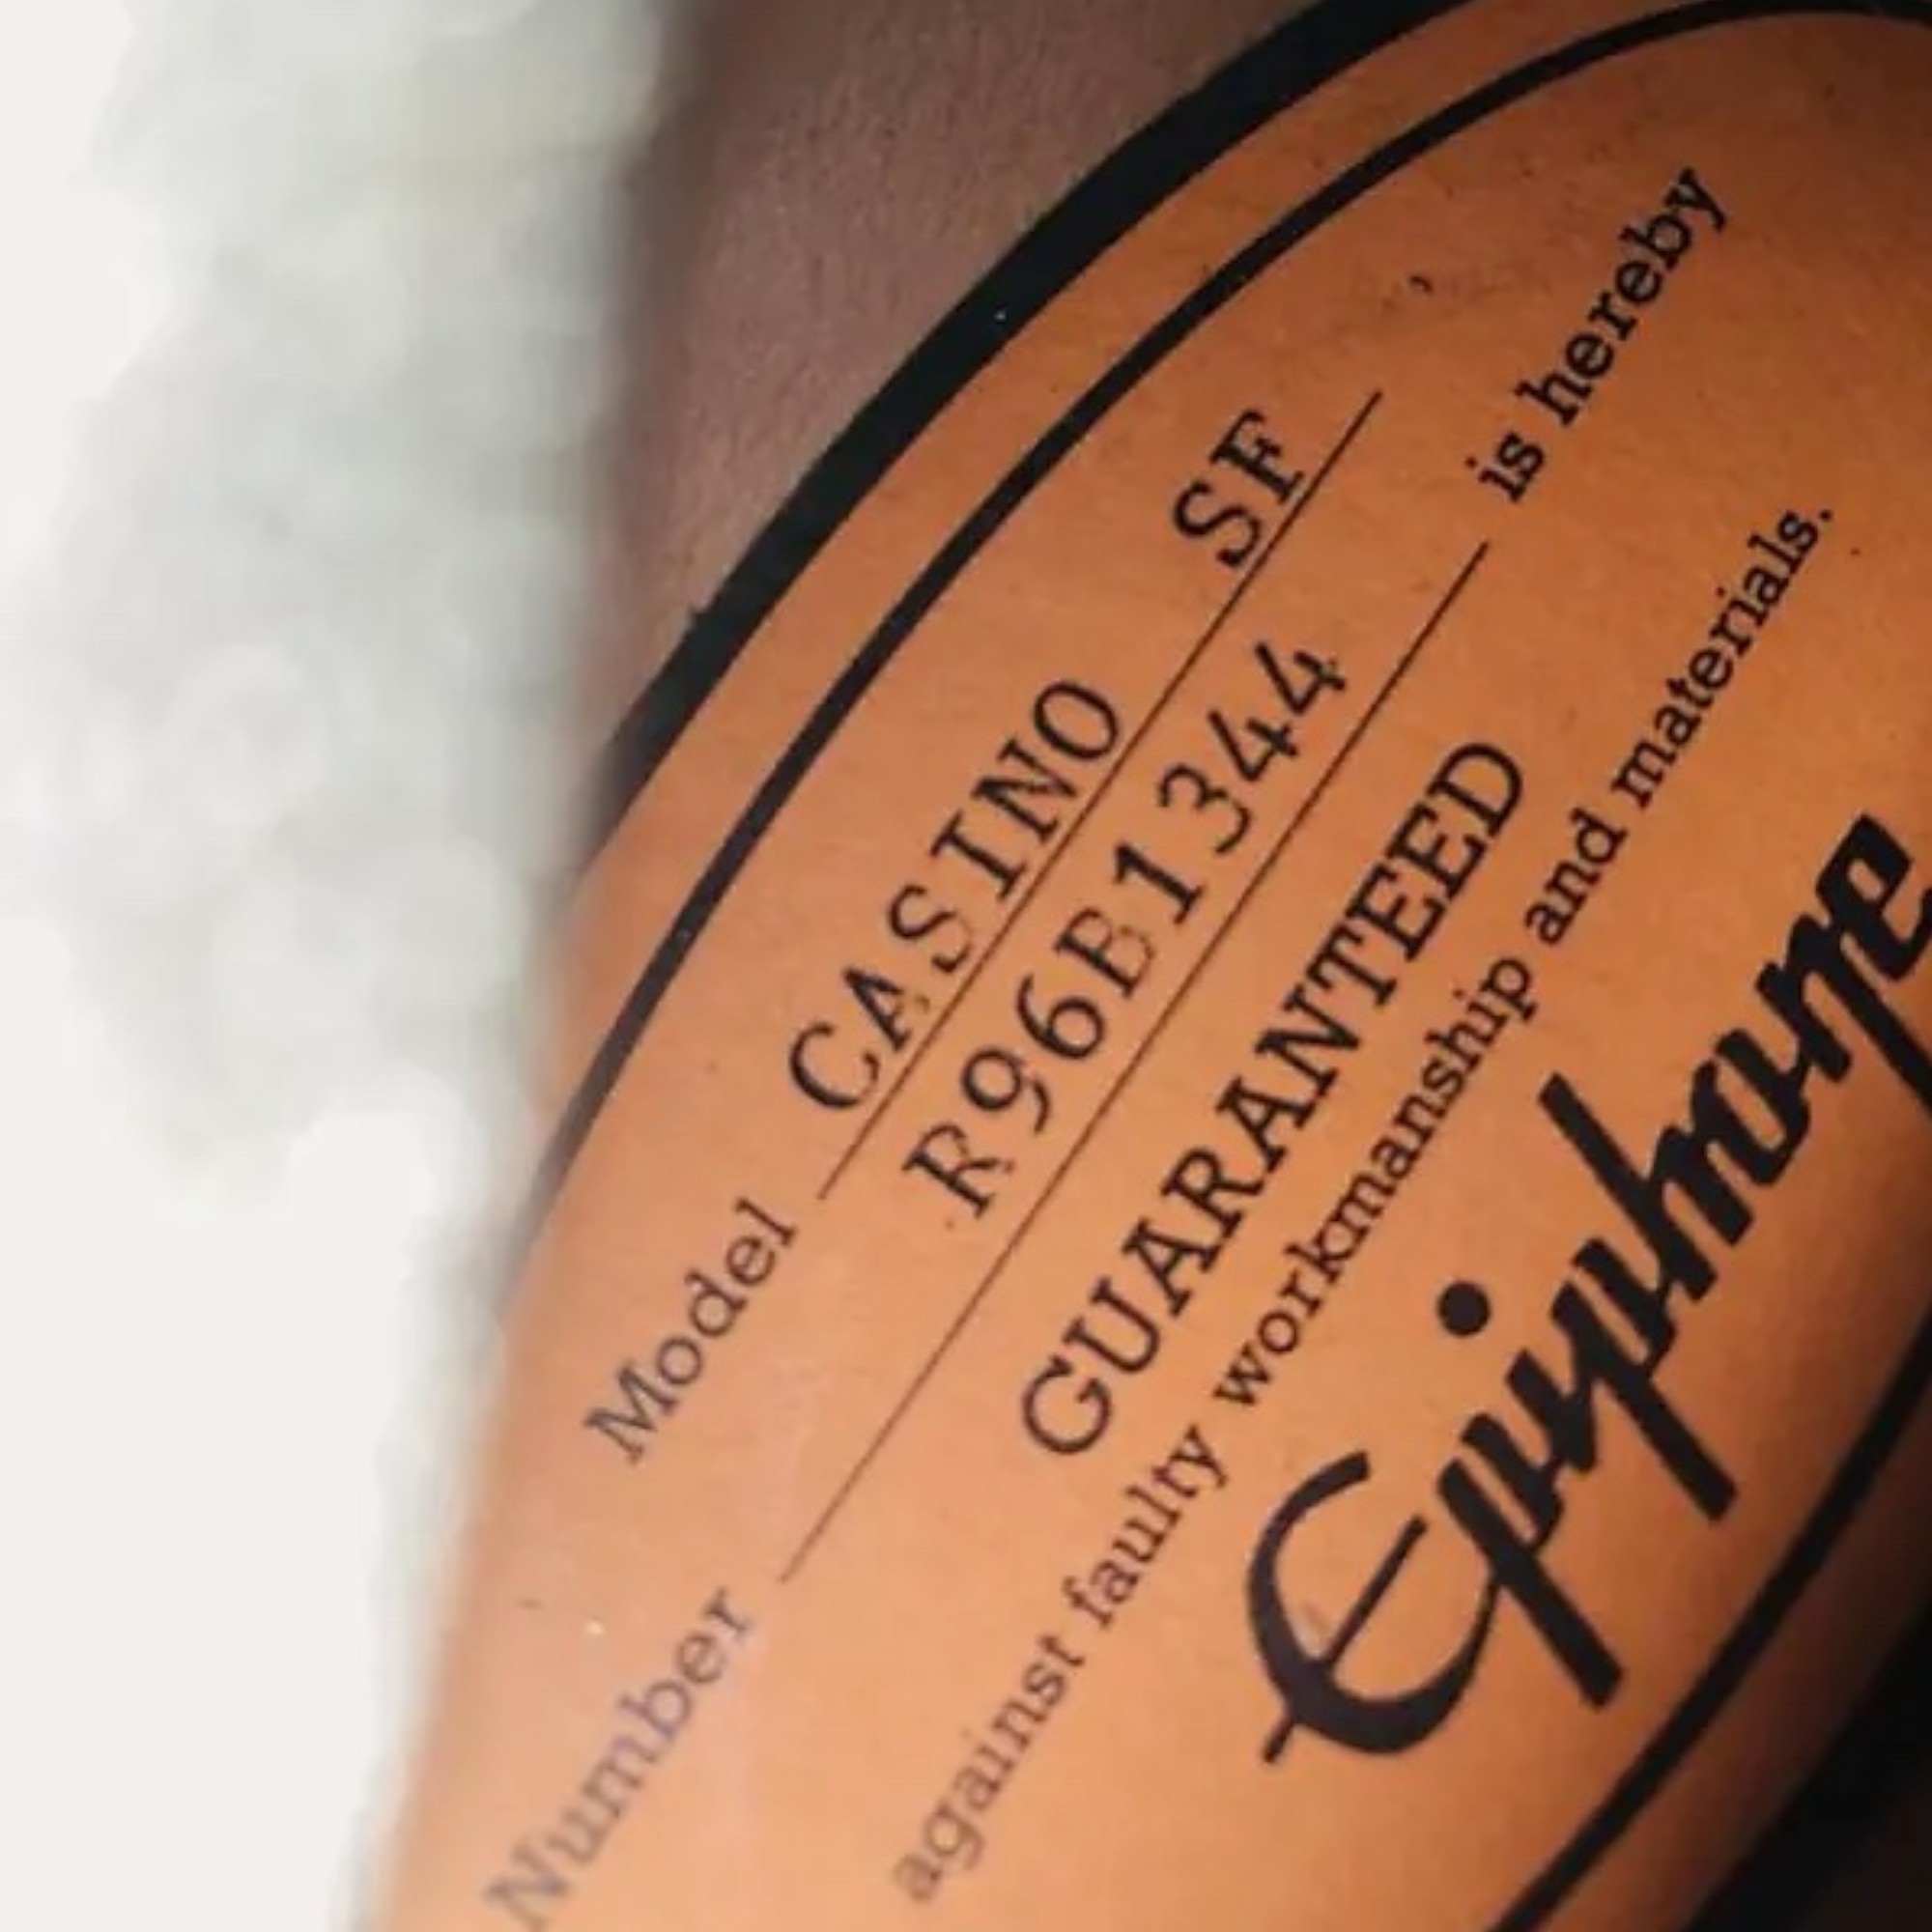 Model CASINO SF
Number R96B1344 is hereby
GUARANTEED
against faulty workmanship and materials.
Epiphone